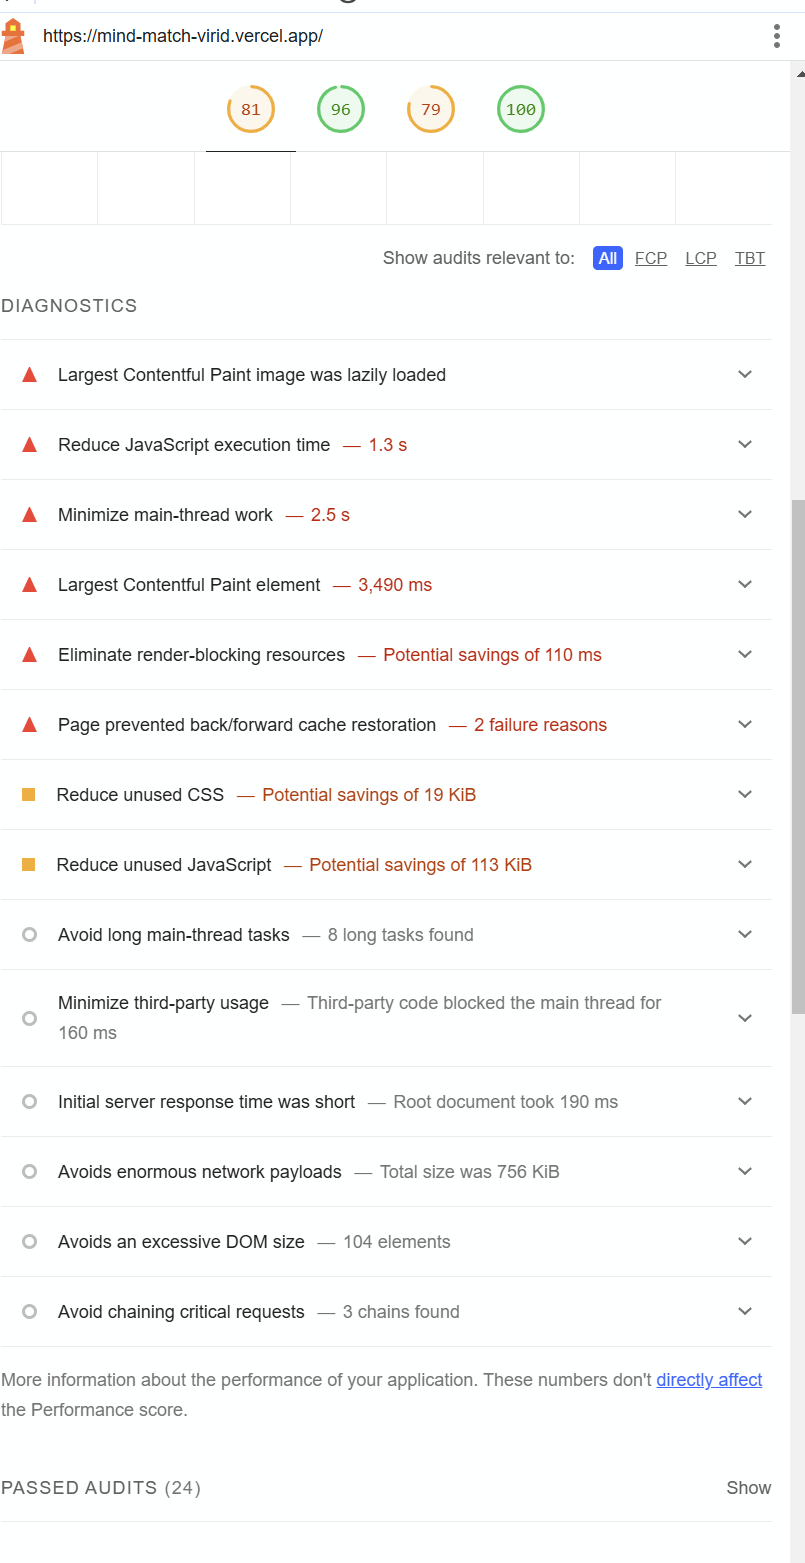 https://mind-match-virid.vercel.app/
81 96 79 100
Show audits relevant to: All FCP LCP TBT
DIAGNOSTICS
Largest Contentful Paint image was lazily loaded
Reduce JavaScript execution time — 1.3 s
Minimize main-thread work — 2.5 s
Largest Contentful Paint element — 3,490 ms
Eliminate render-blocking resources — Potential savings of 110 ms
Page prevented back/forward cache restoration — 2 failure reasons
Reduce unused CSS — Potential savings of 19 KiB
Reduce unused JavaScript — Potential savings of 113 KiB
Avoid long main-thread tasks — 8 long tasks found
Minimize third-party usage — Third-party code blocked the main thread for
160 ms
Initial server response time was short — Root document took 190 ms
Avoids enormous network payloads — Total size was 756 KiB
Avoids an excessive DOM size — 104 elements
Avoid chaining critical requests — 3 chains found
More information about the performance of your application. These numbers don't directly affect
the Performance score.
PASSED AUDITS (24) Show